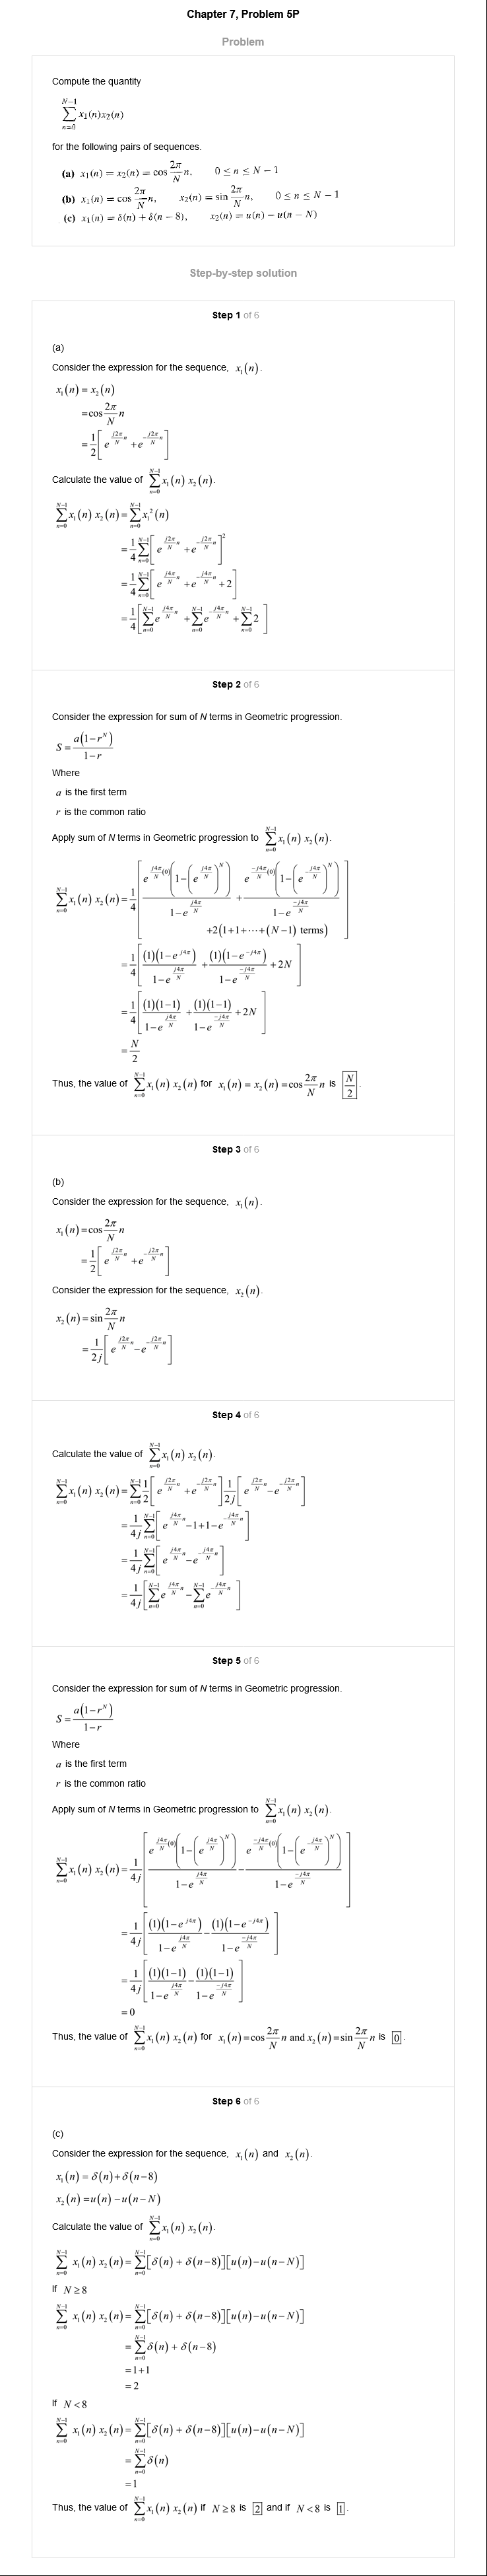 Chapter 7, Problem 5P
Problem
Compute the quantity
\sum_{n=0}^{N-1} x_1(n)x_2(n)
for the following pairs of sequences.
(a) x_1(n) = x_2(n) = \cos \frac{2\pi}{N} n, 0 \le n \le N - 1
(b) x_1(n) = \cos \frac{2\pi}{N} n, x_2(n) = \sin \frac{2\pi}{N} n, 0 \le n \le N - 1
(c) x_1(n) = \delta(n) + \delta(n - 8), x_2(n) = u(n) - u(n - N)
Step-by-step solution
Step 1 of 6
(a)
Consider the expression for the sequence, x_1(n).
x_1(n) = x_2(n)
= \cos \frac{2\pi}{N} n
= \frac{1}{2}\left[ e^{\frac{j2\pi}{N}n} + e^{-\frac{j2\pi}{N}n} \right]
Calculate the value of \sum_{n=0}^{N-1} x_1(n) x_2(n).
\sum_{n=0}^{N-1} x_1(n) x_2(n) = \sum_{n=0}^{N-1} x_1^2(n)
= \frac{1}{4}\sum_{n=0}^{N-1}\left[ e^{\frac{j2\pi}{N}n} + e^{-\frac{j2\pi}{N}n} \right]^2
= \frac{1}{4}\sum_{n=0}^{N-1}\left[ e^{\frac{j4\pi}{N}n} + e^{-\frac{j4\pi}{N}n} + 2 \right]
= \frac{1}{4}\left[ \sum_{n=0}^{N-1} e^{\frac{j4\pi}{N}n} + \sum_{n=0}^{N-1} e^{-\frac{j4\pi}{N}n} + \sum_{n=0}^{N-1} 2 \right]
Step 2 of 6
Consider the expression for sum of N terms in Geometric progression.
S = \frac{a(1-r^N)}{1-r}
Where
a is the first term
r is the common ratio
Apply sum of N terms in Geometric progression to \sum_{n=0}^{N-1} x_1(n) x_2(n).
\sum_{n=0}^{N-1} x_1(n) x_2(n) = \frac{1}{4}\left[ \frac{e^{\frac{j4\pi}{N}(0)}\left(1-\left(e^{\frac{j4\pi}{N}}\right)^N\right)}{1-e^{\frac{j4\pi}{N}}} + \frac{e^{\frac{-j4\pi}{N}(0)}\left(1-\left(e^{-\frac{j4\pi}{N}}\right)^N\right)}{1-e^{\frac{-j4\pi}{N}}}
+2(1+1+\cdots+(N-1) terms) \right]
= \frac{1}{4}\left[ \frac{(1)(1-e^{j4\pi})}{1-e^{\frac{j4\pi}{N}}} + \frac{(1)(1-e^{-j4\pi})}{1-e^{\frac{-j4\pi}{N}}} + 2N \right]
= \frac{1}{4}\left[ \frac{(1)(1-1)}{1-e^{\frac{j4\pi}{N}}} + \frac{(1)(1-1)}{1-e^{\frac{-j4\pi}{N}}} + 2N \right]
= \frac{N}{2}
Thus, the value of \sum_{n=0}^{N-1} x_1(n) x_2(n) for x_1(n) = x_2(n) = \cos \frac{2\pi}{N} n is \frac{N}{2}.
Step 3 of 6
(b)
Consider the expression for the sequence, x_1(n).
x_1(n) = \cos \frac{2\pi}{N} n
= \frac{1}{2}\left[ e^{\frac{j2\pi}{N}n} + e^{-\frac{j2\pi}{N}n} \right]
Consider the expression for the sequence, x_2(n).
x_2(n) = \sin \frac{2\pi}{N} n
= \frac{1}{2j}\left[ e^{\frac{j2\pi}{N}n} - e^{-\frac{j2\pi}{N}n} \right]
Step 4 of 6
Calculate the value of \sum_{n=0}^{N-1} x_1(n) x_2(n).
\sum_{n=0}^{N-1} x_1(n) x_2(n) = \sum_{n=0}^{N-1} \frac{1}{2}\left[ e^{\frac{j2\pi}{N}n} + e^{-\frac{j2\pi}{N}n} \right] \frac{1}{2j}\left[ e^{\frac{j2\pi}{N}n} - e^{-\frac{j2\pi}{N}n} \right]
= \frac{1}{4j}\sum_{n=0}^{N-1}\left[ e^{\frac{j4\pi}{N}n} - 1 + 1 - e^{-\frac{j4\pi}{N}n} \right]
= \frac{1}{4j}\sum_{n=0}^{N-1}\left[ e^{\frac{j4\pi}{N}n} - e^{-\frac{j4\pi}{N}n} \right]
= \frac{1}{4j}\left[ \sum_{n=0}^{N-1} e^{\frac{j4\pi}{N}n} - \sum_{n=0}^{N-1} e^{-\frac{j4\pi}{N}n} \right]
Step 5 of 6
Consider the expression for sum of N terms in Geometric progression.
S = \frac{a(1-r^N)}{1-r}
Where
a is the first term
r is the common ratio
Apply sum of N terms in Geometric progression to \sum_{n=0}^{N-1} x_1(n) x_2(n).
\sum_{n=0}^{N-1} x_1(n) x_2(n) = \frac{1}{4j}\left[ \frac{e^{\frac{j4\pi}{N}(0)}\left(1-\left(e^{\frac{j4\pi}{N}}\right)^N\right)}{1-e^{\frac{j4\pi}{N}}} - \frac{e^{\frac{-j4\pi}{N}(0)}\left(1-\left(e^{-\frac{j4\pi}{N}}\right)^N\right)}{1-e^{\frac{-j4\pi}{N}}} \right]
= \frac{1}{4j}\left[ \frac{(1)(1-e^{j4\pi})}{1-e^{\frac{j4\pi}{N}}} - \frac{(1)(1-e^{-j4\pi})}{1-e^{\frac{-j4\pi}{N}}} \right]
= \frac{1}{4j}\left[ \frac{(1)(1-1)}{1-e^{\frac{j4\pi}{N}}} - \frac{(1)(1-1)}{1-e^{\frac{-j4\pi}{N}}} \right]
= 0
Thus, the value of \sum_{n=0}^{N-1} x_1(n) x_2(n) for x_1(n) = \cos \frac{2\pi}{N} n and x_2(n) = \sin \frac{2\pi}{N} n is 0.
Step 6 of 6
(c)
Consider the expression for the sequence, x_1(n) and x_2(n).
x_1(n) = \delta(n) + \delta(n-8)
x_2(n) = u(n) - u(n-N)
Calculate the value of \sum_{n=0}^{N-1} x_1(n) x_2(n).
\sum_{n=0}^{N-1} x_1(n) x_2(n) = \sum_{n=0}^{N-1} [\delta(n) + \delta(n-8)][u(n) - u(n-N)]
If N \ge 8
\sum_{n=0}^{N-1} x_1(n) x_2(n) = \sum_{n=0}^{N-1} [\delta(n) + \delta(n-8)][u(n) - u(n-N)]
= \sum_{n=0}^{N-1} \delta(n) + \delta(n-8)
= 1+1
= 2
If N < 8
\sum_{n=0}^{N-1} x_1(n) x_2(n) = \sum_{n=0}^{N-1} [\delta(n) + \delta(n-8)][u(n) - u(n-N)]
= \sum_{n=0}^{N-1} \delta(n)
= 1
Thus, the value of \sum_{n=0}^{N-1} x_1(n) x_2(n) if N \ge 8 is 2 and if N < 8 is 1.